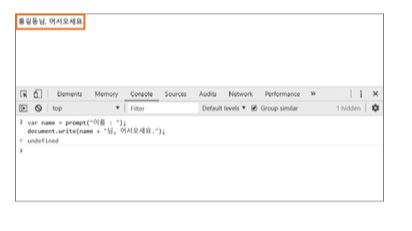 홍길동님, 어서오세요.
Elements Memory Console Sources Audits Network Performance »
top ▼ Filter Default levels ▼ Group similar 1 hidden
> var name = prompt("이름 : ");
document.write(name + "님, 어서오세요.");
< undefined
>